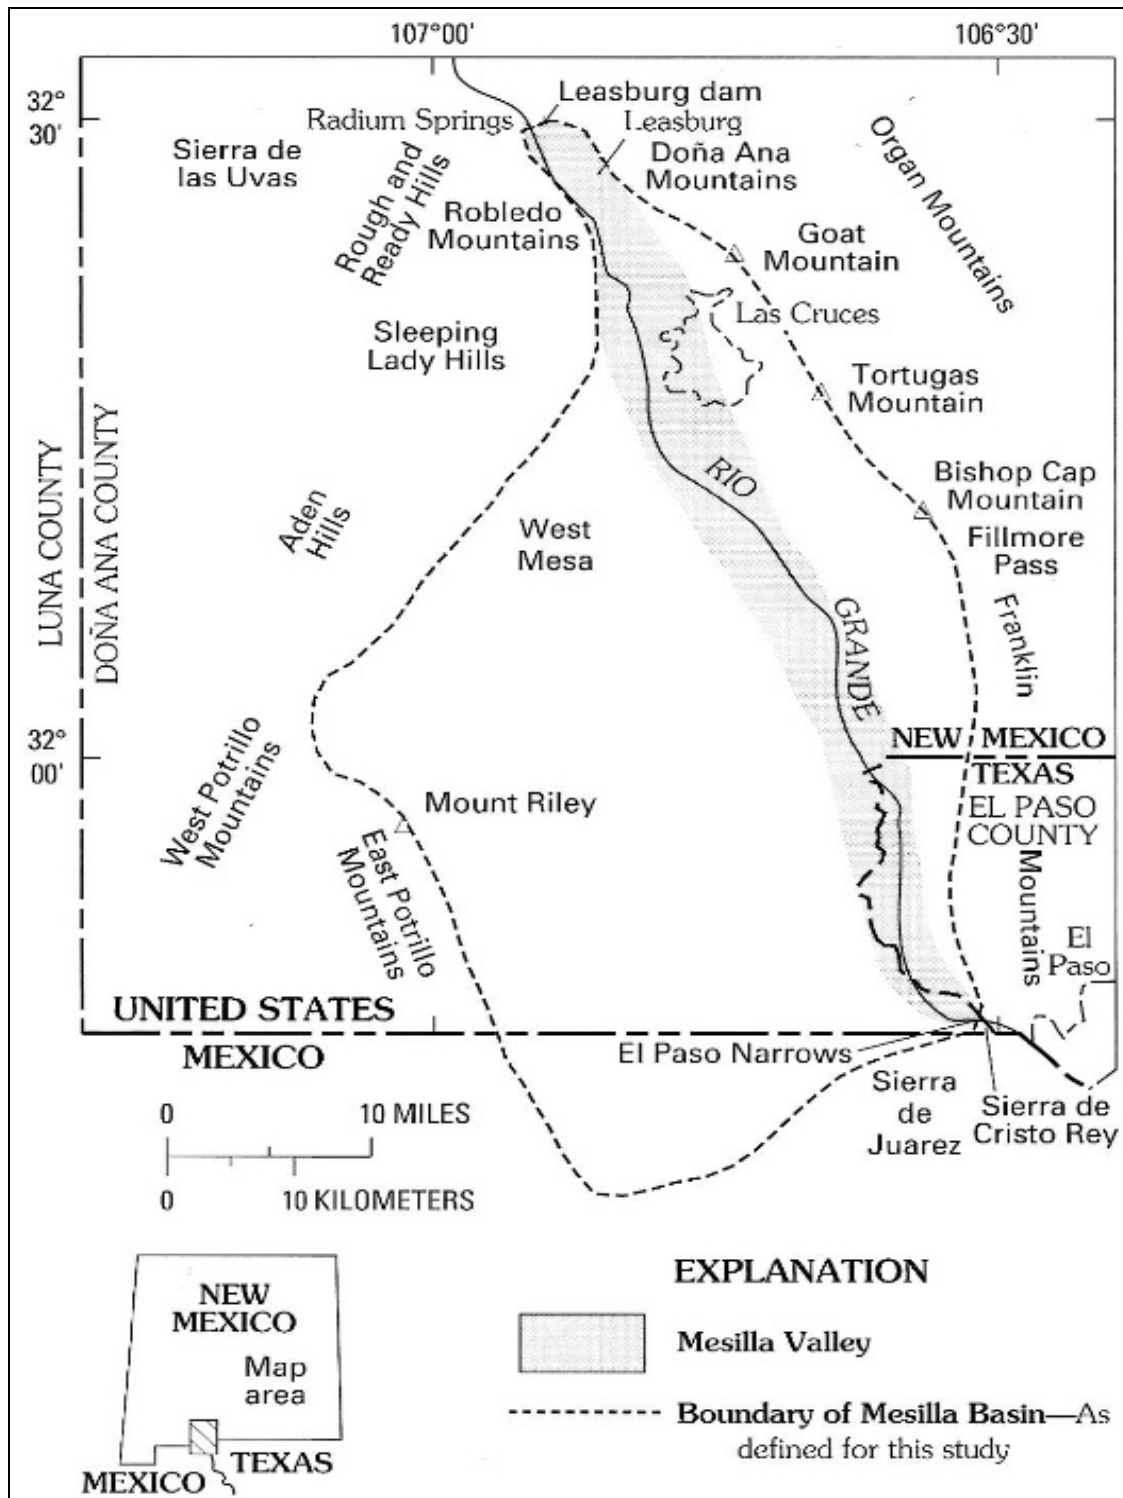 107°00'
106°30'
32°
30'
Leasburg dam
Radium Springs
Leasburg
Sierra de
las Uvas
Rough and
Ready Hills
Doña Ana
Mountains
Organ Mountains
Robledo
Mountains
Goat
Mountain
Las Cruces
Sleeping
Lady Hills
Tortugas
Mountain
LUNA COUNTY
DOÑA ANA COUNTY
RIO
Bishop Cap
Mountain
Aden
Hills
West
Mesa
Fillmore
Pass
GRANDE
Franklin
32°
00'
NEW MEXICO
TEXAS
West Potrillo
Mountains
Mount Riley
EL PASO
COUNTY
East Potrillo
Mountains
Mountains
El
Paso
UNITED STATES
MEXICO
El Paso Narrows
Sierra
de
Juarez
Sierra de
Cristo Rey
0
10 MILES
0
10 KILOMETERS
NEW
MEXICO
Map
area
TEXAS
MEXICO
EXPLANATION
Mesilla Valley
Boundary of Mesilla Basin—As
defined for this study